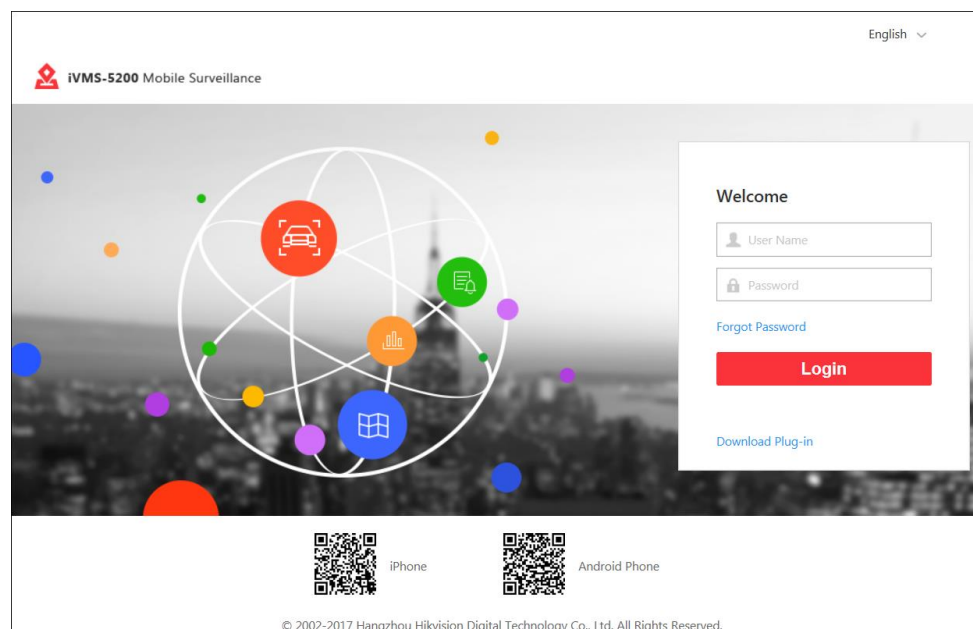 English
iVMS-5200 Mobile Surveillance
Welcome
User Name
Password
Forgot Password
Login
Download Plug-in
iPhone
Android Phone
© 2002-2017 Hangzhou Hikvision Digital Technology Co., Ltd. All Rights Reserved.